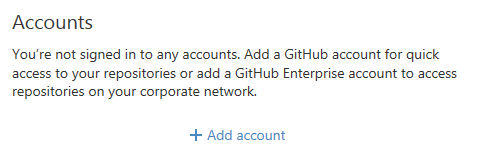 Accounts
You're not signed in to any accounts. Add a GitHub account for quick
access to your repositories or add a GitHub Enterprise account to access
repositories on your corporate network.
+ Add account